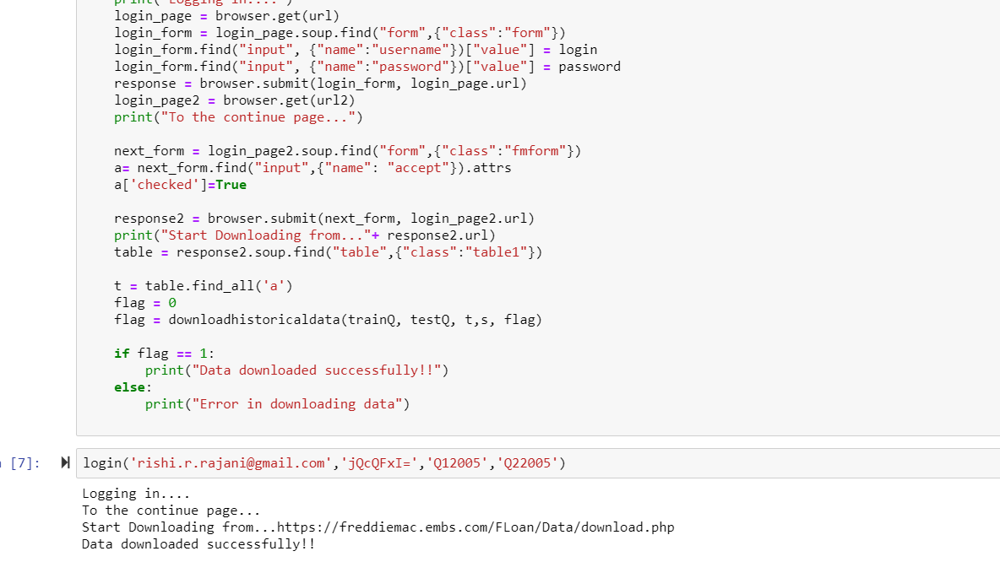 print("Logging in....")
login_page = browser.get(url)
login_form = login_page.soup.find("form",{"class":"form"})
login_form.find("input", {"name":"username"})["value"] = login
login_form.find("input", {"name":"password"})["value"] = password
response = browser.submit(login_form, login_page.url)
login_page2 = browser.get(url2)
print("To the continue page...")
next_form = login_page2.soup.find("form",{"class":"fmform"})
a= next_form.find("input",{"name": "accept"}).attrs
a['checked']=True
response2 = browser.submit(next_form, login_page2.url)
print("Start Downloading from..."+ response2.url)
table = response2.soup.find("table",{"class":"table1"})
t = table.find_all('a')
flag = 0
flag = downloadhistoricaldata(trainQ, testQ, t,s, flag)
if flag == 1:
print("Data downloaded successfully!!")
else:
print("Error in downloading data")
[7]: login('rishi.r.rajani@gmail.com','jQcQFxI=','Q12005','Q22005')
Logging in....
To the continue page...
Start Downloading from...https://freddiemac.embs.com/FLoan/Data/download.php
Data downloaded successfully!!